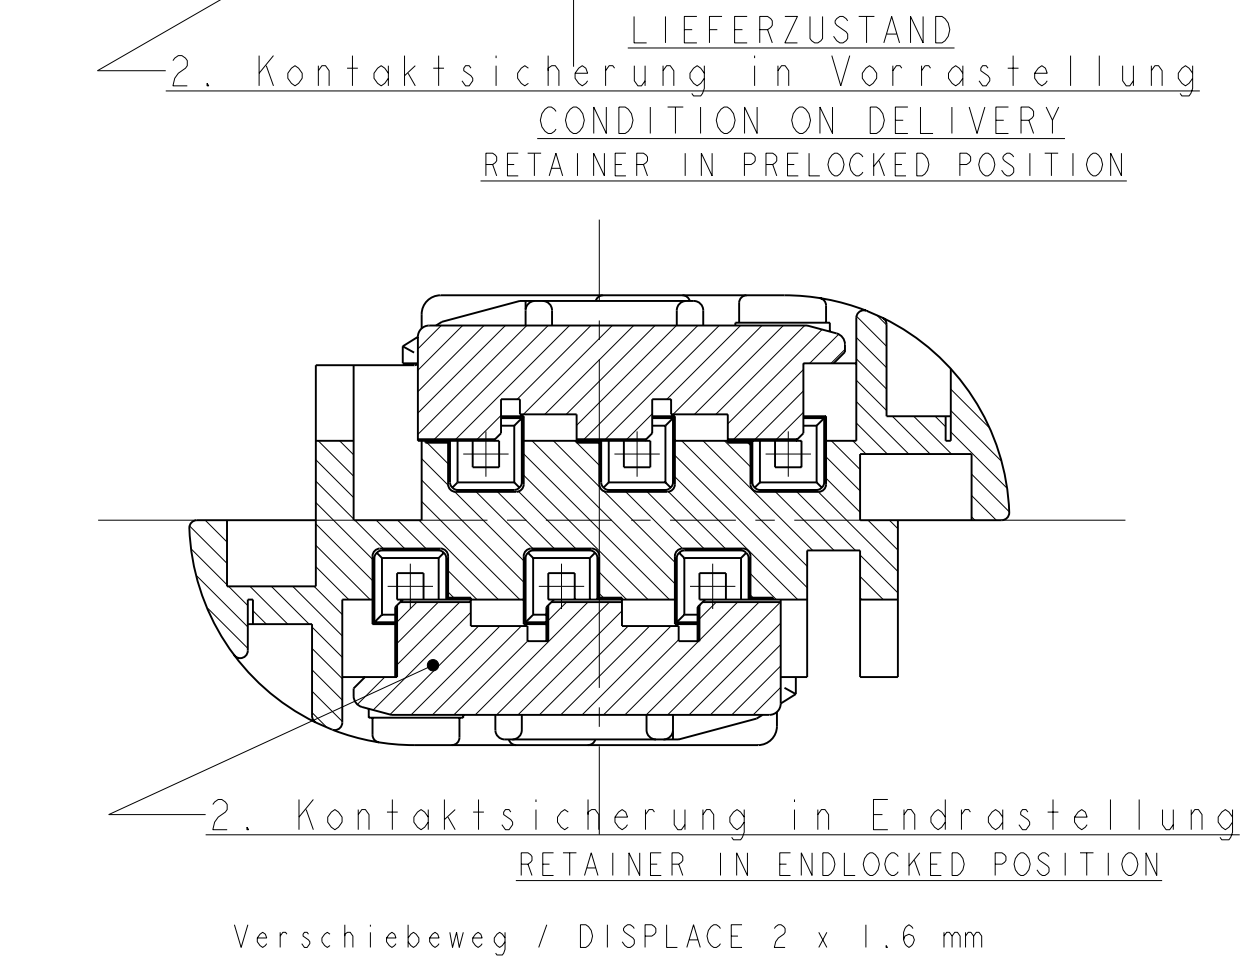 LIEFERZUSTAND
2. Kontaktsicherung in Vorrastellung
CONDITION ON DELIVERY
RETAINER IN PRELOCKED POSITION
2. Kontaktsicherung in Endrastellung
RETAINER IN ENDLOCKED POSITION
Verschiebeweg / DISPLACE 2 x 1.6 mm